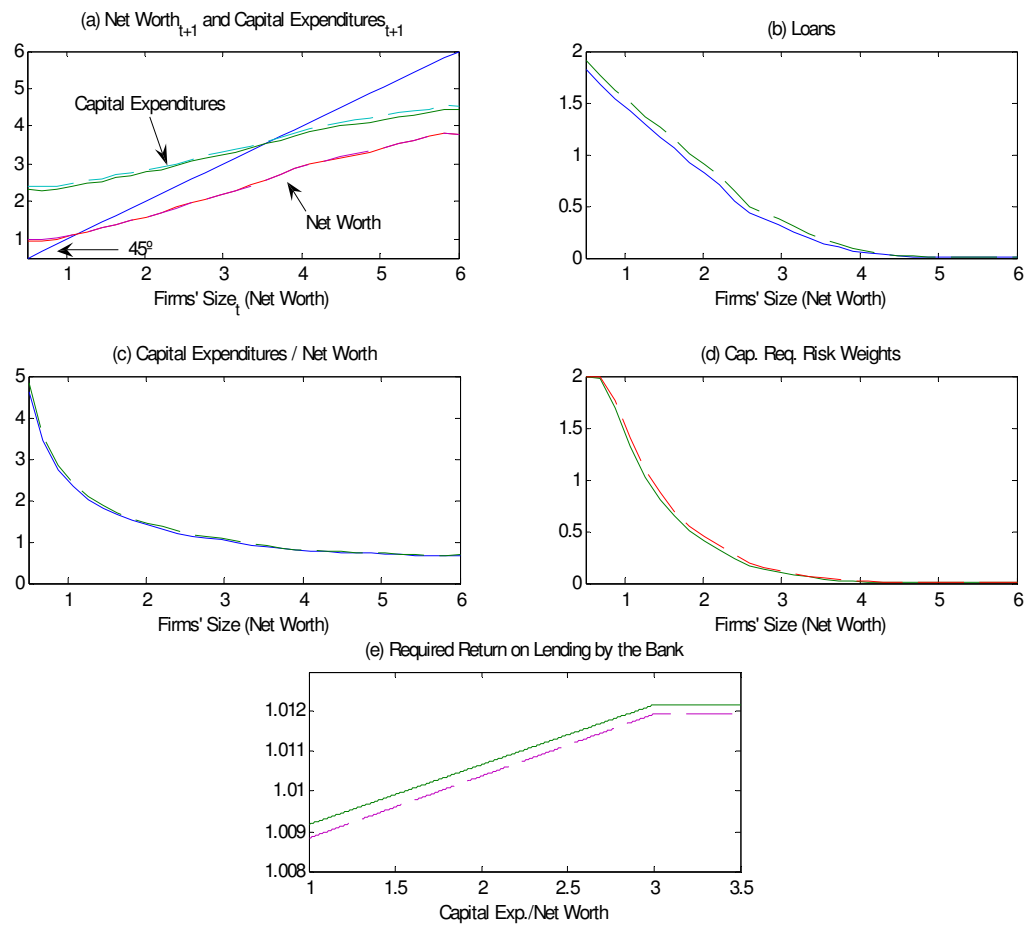 (a) Net Worth t+1 and Capital Expenditures t+1
6
5
4
3
2
1
Capital Expenditures
Net Worth
45º
1 2 3 4 5 6
Firms' Size t (Net Worth)
(b) Loans
2
1.5
1
0.5
0
1 2 3 4 5 6
Firms' Size (Net Worth)
(c) Capital Expenditures / Net Worth
5
4
3
2
1
0
1 2 3 4 5 6
Firms' Size (Net Worth)
(d) Cap. Req. Risk Weights
2
1.5
1
0.5
0
1 2 3 4 5 6
Firms' Size (Net Worth)
(e) Required Return on Lending by the Bank
1.012
1.011
1.01
1.009
1.008
1 1.5 2 2.5 3 3.5
Capital Exp./Net Worth